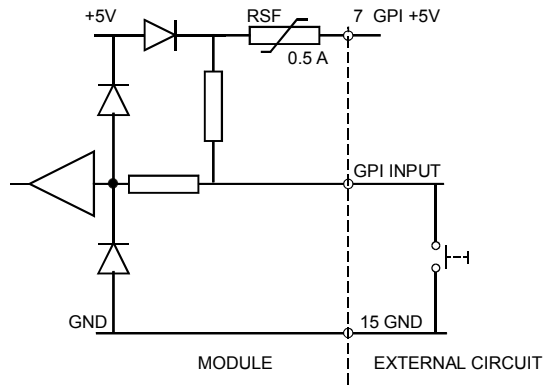 +5V
RSF
7 GPI +5V
0.5 A
GPI INPUT
GND
15 GND
MODULE
EXTERNAL CIRCUIT